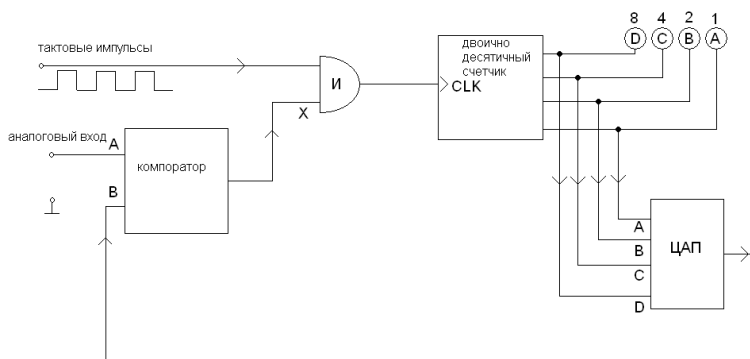 8 4 2 1
D C B A
тактовые импульсы
двоично
десятичный
счетчик
CLK
И
X
аналоговый вход
A
компоратор
B
A
B
C
D
ЦАП